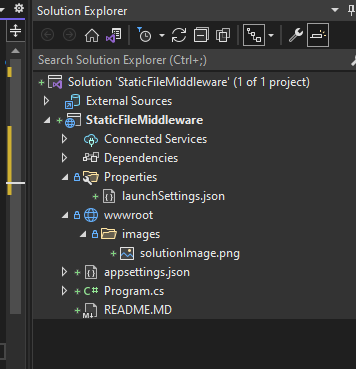 Solution Explorer
Search Solution Explorer (Ctrl+;)
Solution 'StaticFileMiddleware' (1 of 1 project)
External Sources
StaticFileMiddleware
Connected Services
Dependencies
Properties
launchSettings.json
wwwroot
images
solutionImage.png
appsettings.json
C# Program.cs
README.MD